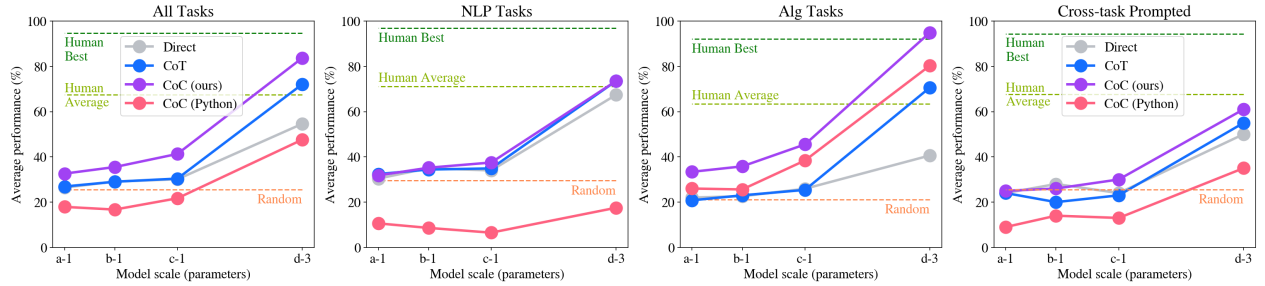 All Tasks
Average performance (%)
100
80
60
40
20
0
Human
Best
Human
Average
Random
Direct
CoT
CoC (ours)
CoC (Python)
a-1
b-1
c-1
d-3
Model scale (parameters)
NLP Tasks
Average performance (%)
100
80
60
40
20
0
Human Best
Human Average
Random
a-1
b-1
c-1
d-3
Model scale (parameters)
Alg Tasks
Average performance (%)
100
80
60
40
20
0
Human Best
Human Average
Random
a-1
b-1
c-1
d-3
Model scale (parameters)
Cross-task Prompted
Average performance (%)
100
80
60
40
20
0
Human
Best
Human
Average
Random
Direct
CoT
CoC (ours)
CoC (Python)
a-1
b-1
c-1
d-3
Model scale (parameters)